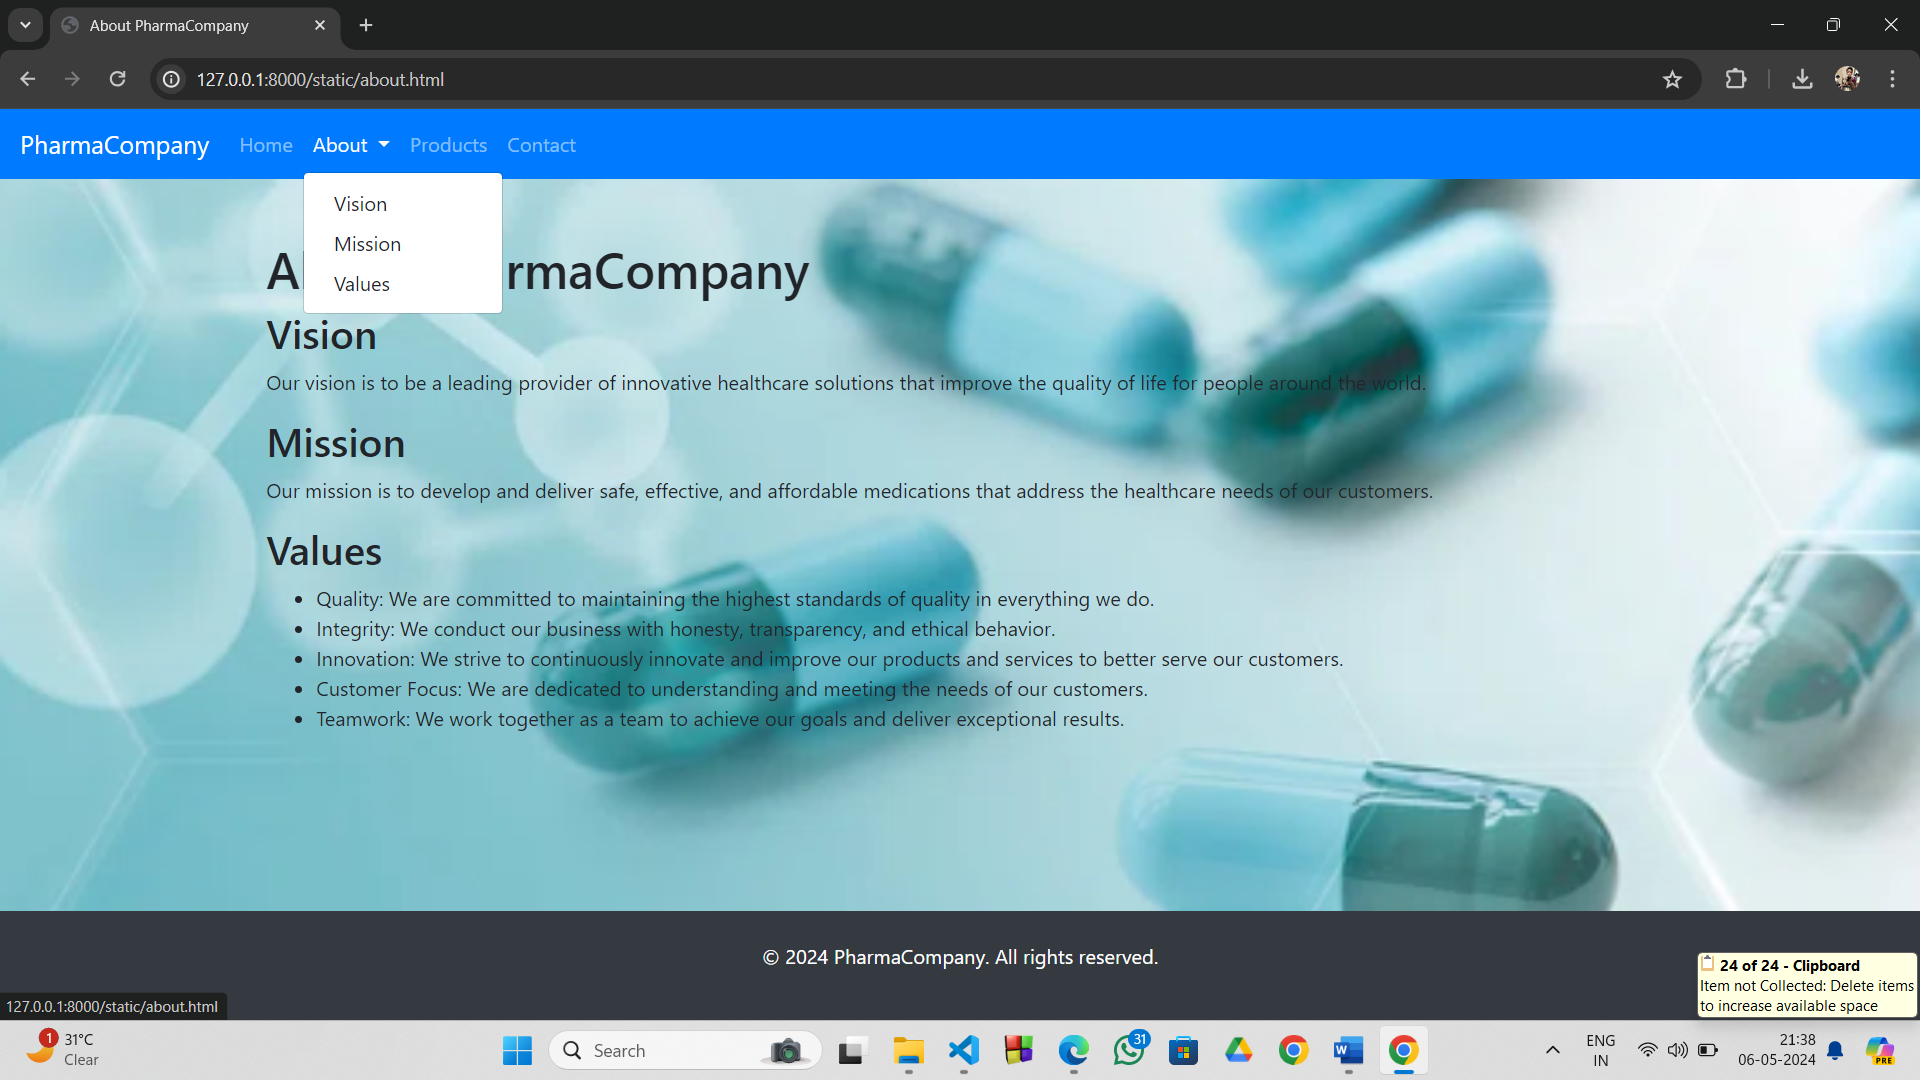 About PharmaCompany
127.0.0.1:8000/static/about.html
PharmaCompany Home About Products Contact
Vision
Mission
Values
A rmaCompany
Vision
Our vision is to be a leading provider of innovative healthcare solutions that improve the quality of life for people around the world.
Mission
Our mission is to develop and deliver safe, effective, and affordable medications that address the healthcare needs of our customers.
Values
• Quality: We are committed to maintaining the highest standards of quality in everything we do.
• Integrity: We conduct our business with honesty, transparency, and ethical behavior.
• Innovation: We strive to continuously innovate and improve our products and services to better serve our customers.
• Customer Focus: We are dedicated to understanding and meeting the needs of our customers.
• Teamwork: We work together as a team to achieve our goals and deliver exceptional results.
© 2024 PharmaCompany. All rights reserved.
24 of 24 - Clipboard
Item not Collected: Delete items
to increase available space
127.0.0.1:8000/static/about.html
1
31°C
Clear
Search
31
W
ENG
IN
21:38
06-05-2024
PRE